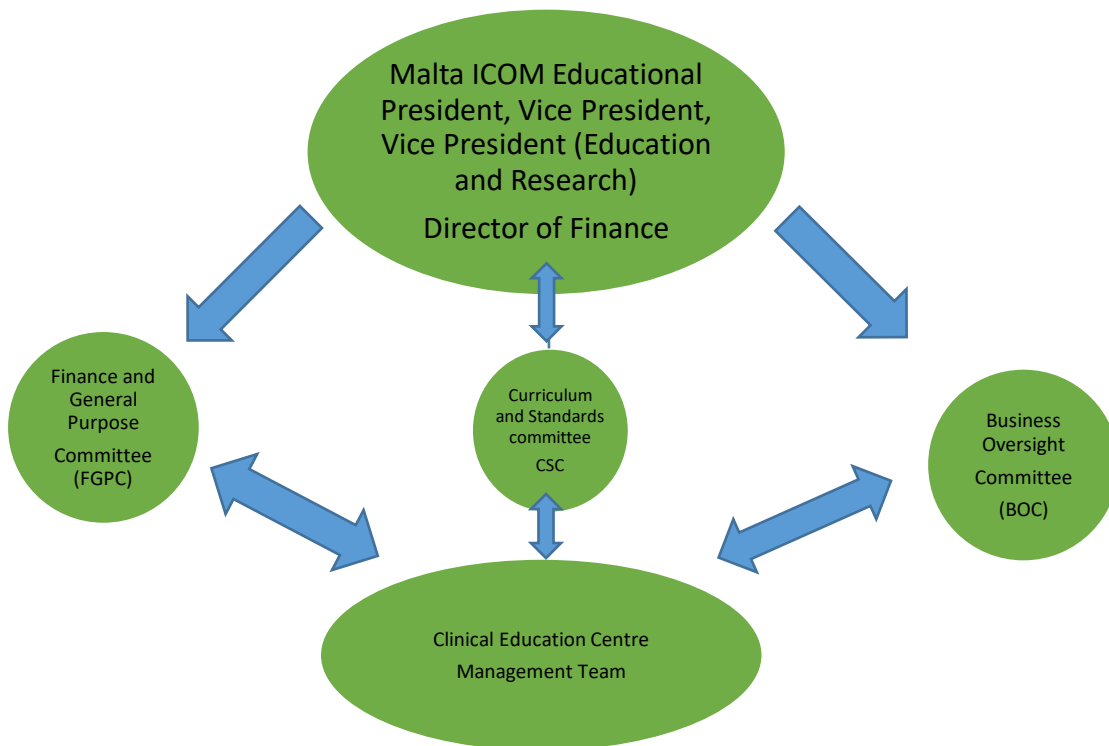 Malta ICOM Educational
President, Vice President,
Vice President (Education
and Research)
Director of Finance
Finance and
General
Purpose
Committee
(FGPC)
Curriculum
and Standards
committee
CSC
Business
Oversight
Committee
(BOC)
Clinical Education Centre
Management Team